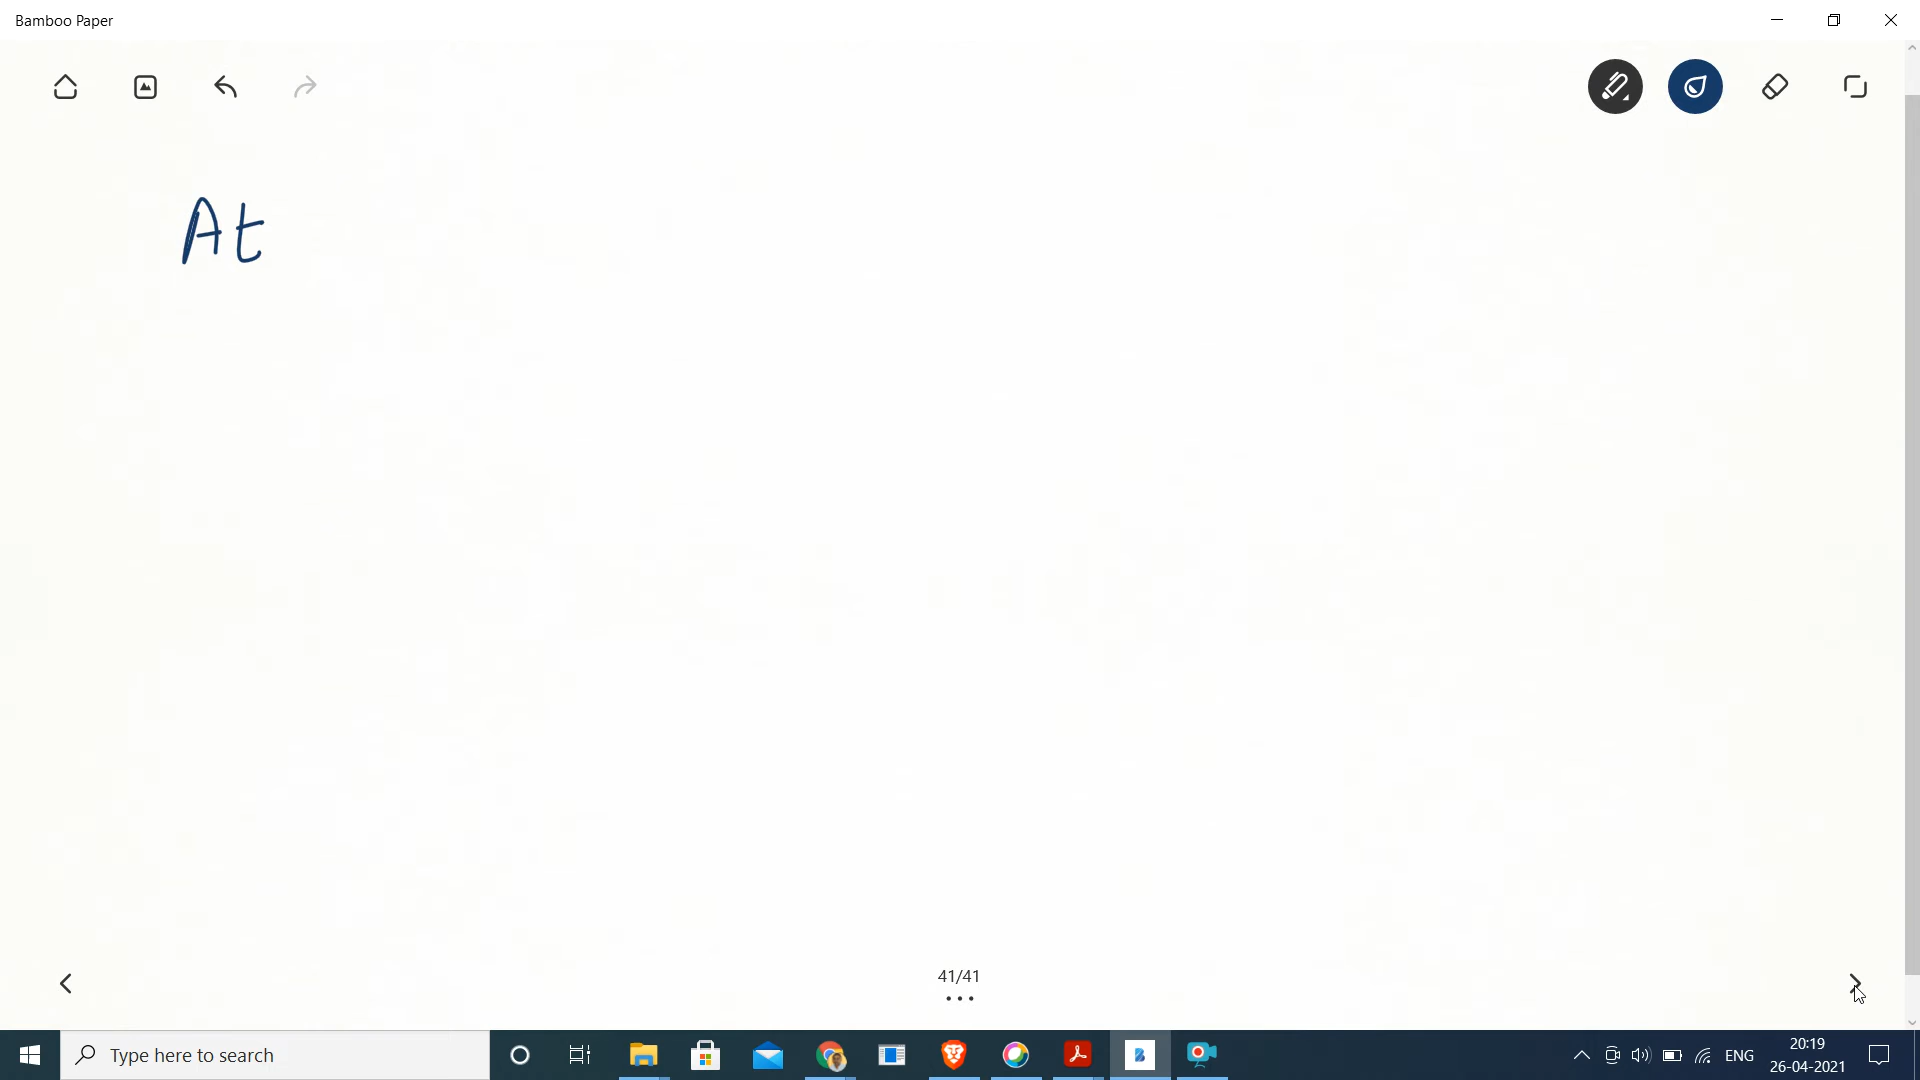 Bamboo Paper
At
41/41
Type here to search
ENG
20:19
26-04-2021